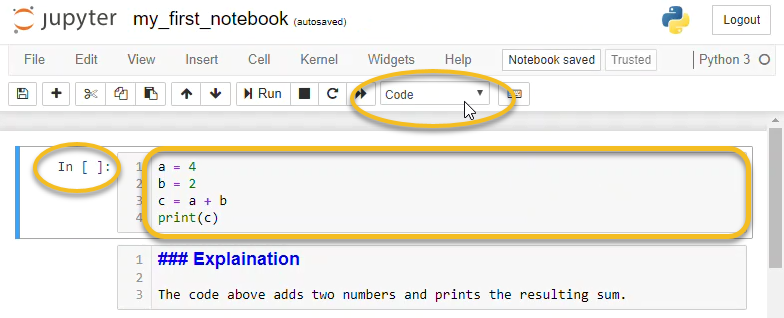 jupyter my_first_notebook (autosaved) Logout
File Edit View Insert Cell Kernel Widgets Help Notebook saved Trusted Python 3
Run Code
In [ ]: 1 a = 4
2 b = 2
3 c = a + b
4 print(c)
1 ### Explaination
2
3 The code above adds two numbers and prints the resulting sum.